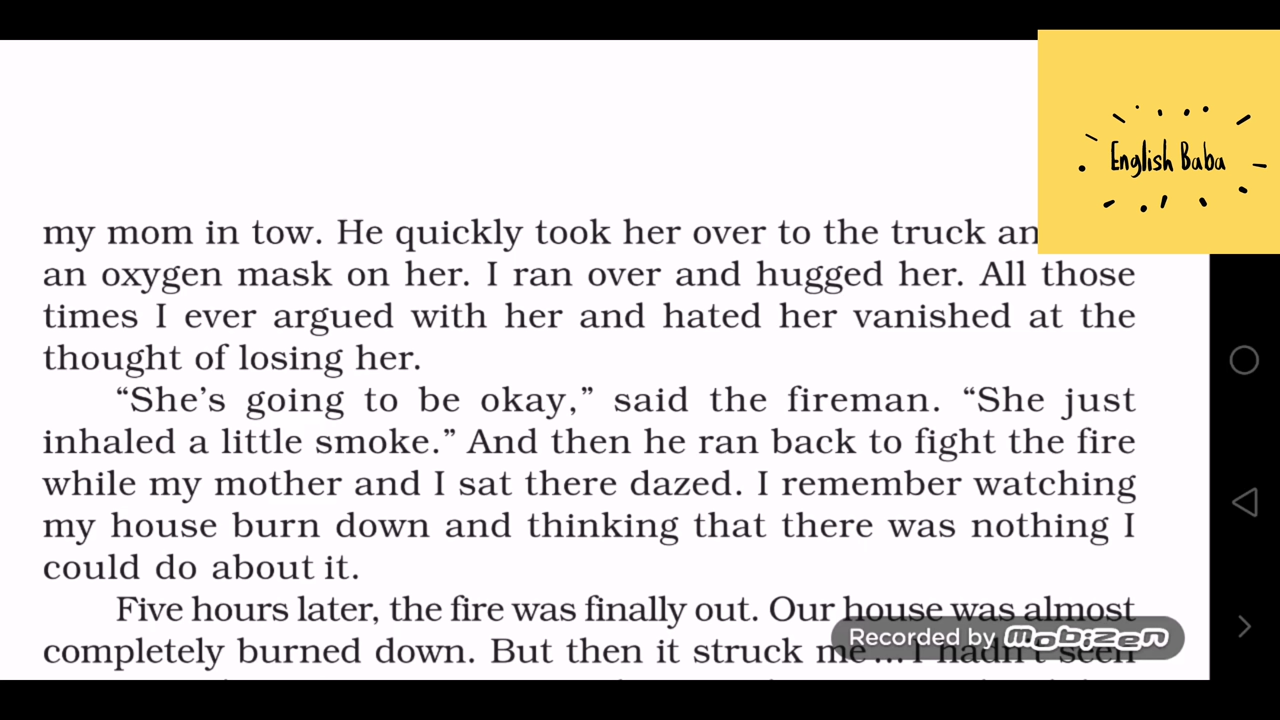 English Baba
my mom in tow. He quickly took her over to the truck an
an oxygen mask on her. I ran over and hugged her. All those
times I ever argued with her and hated her vanished at the
thought of losing her.
“She’s going to be okay,” said the fireman. “She just
inhaled a little smoke.” And then he ran back to fight the fire
while my mother and I sat there dazed. I remember watching
my house burn down and thinking that there was nothing I
could do about it.
Five hours later, the fire was finally out. Our house was almost
completely burned down. But then it struck me... I hadn’t seen
Recorded by mobizen